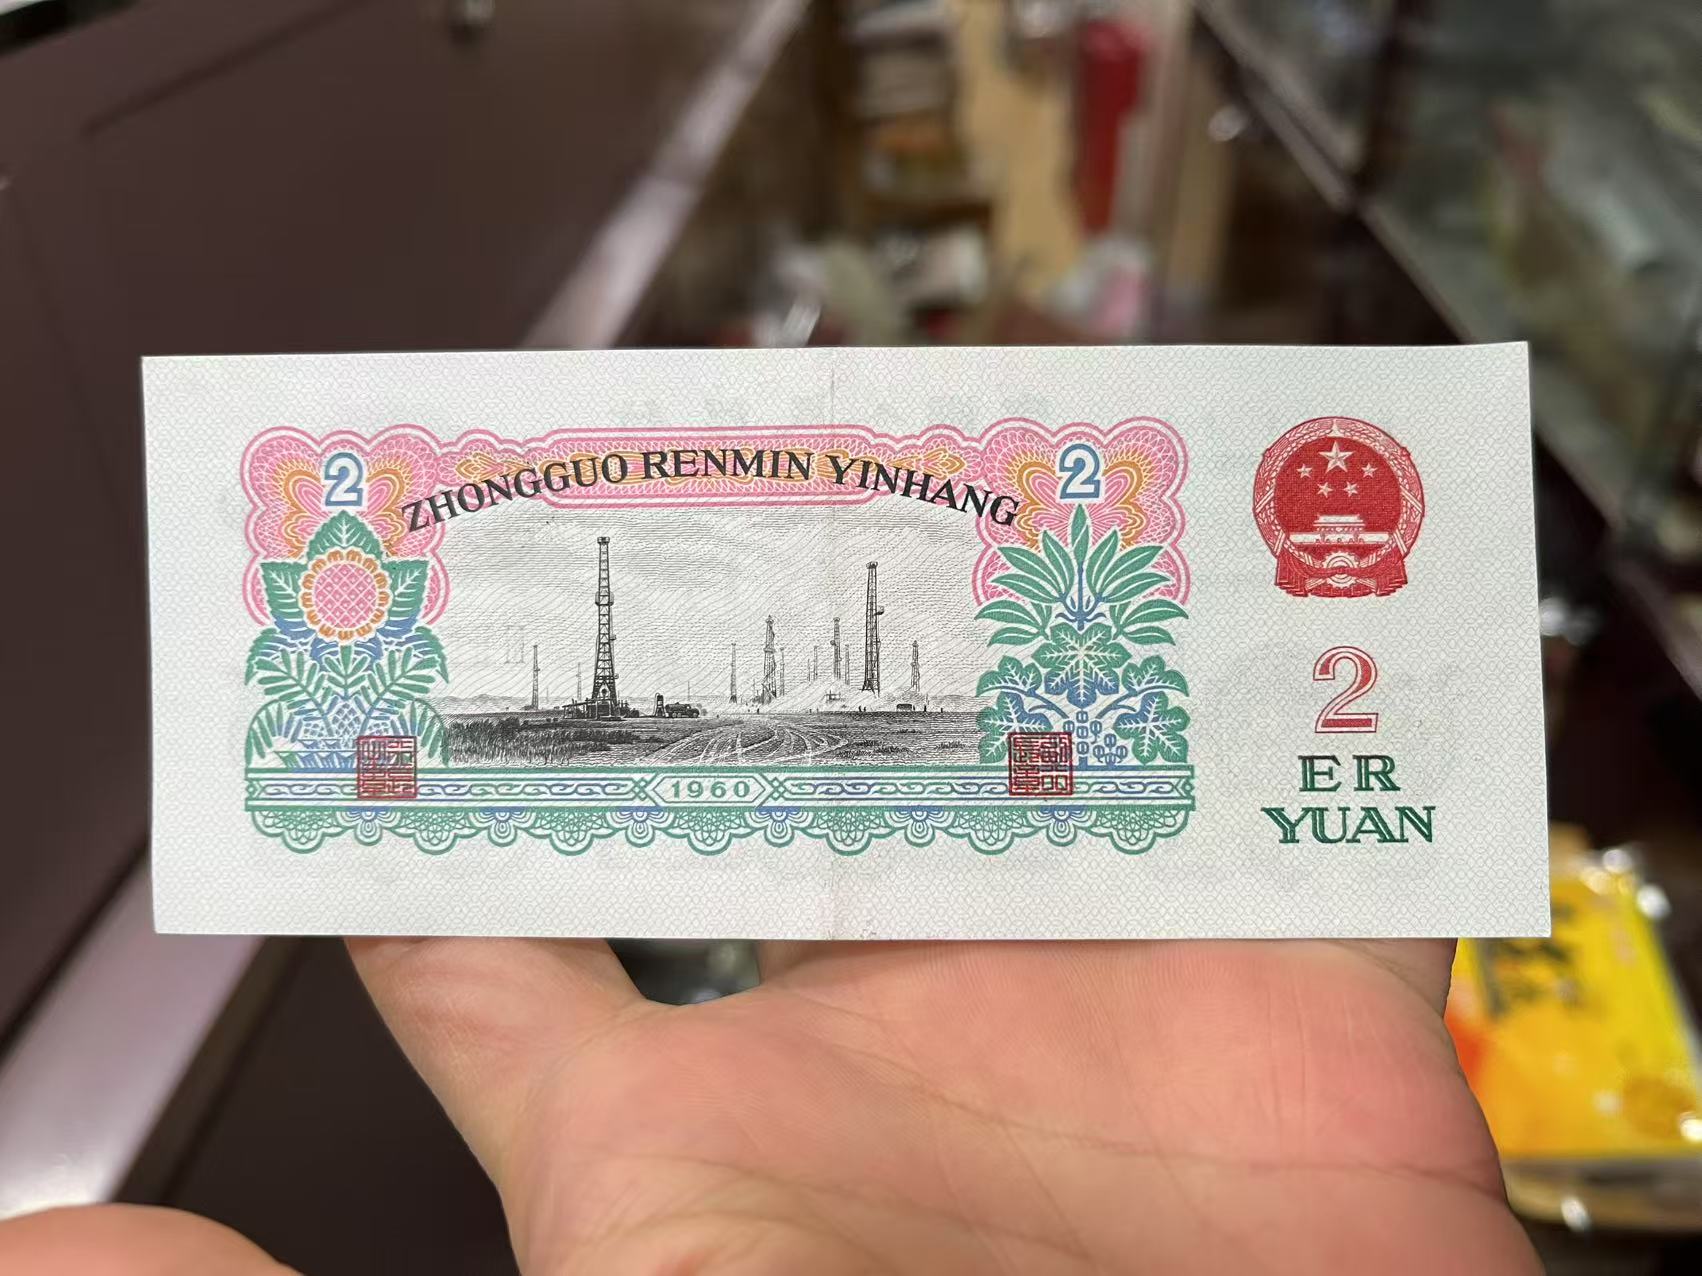 2
2
ZHONGGUO RENMIN YINHANG
1960
2
ER
YUAN